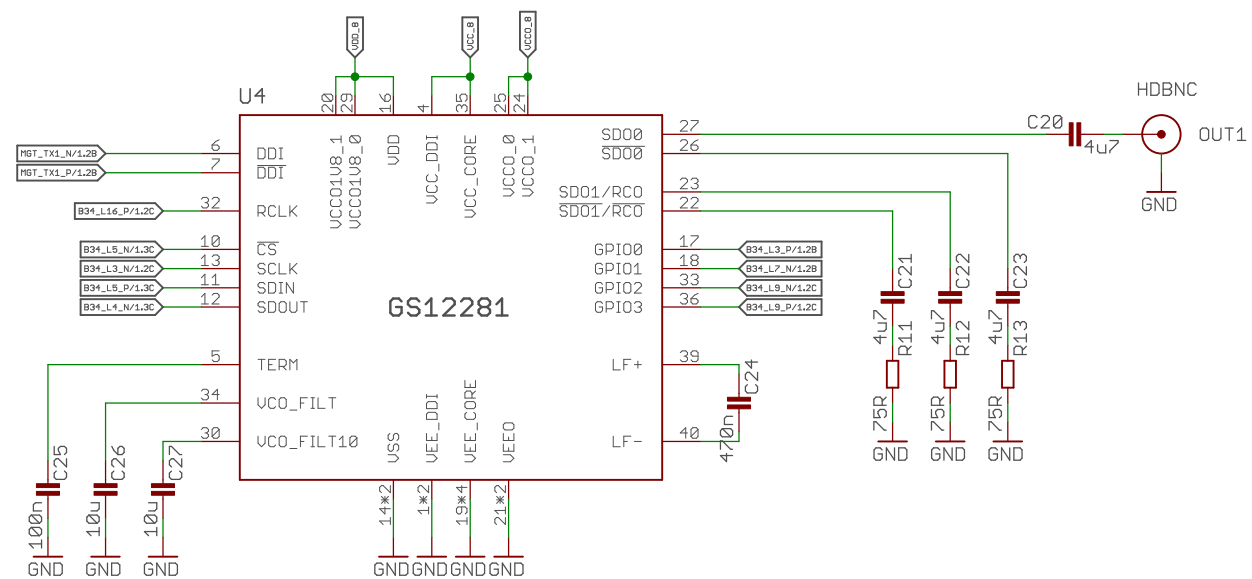 VDD_8
VCC_8
VCCO_8
U4
HDBNC
OUT1
20
29
16
4
35
25
24
VCCO1V8_1
VCCO1V8_0
VDD
VCC_DDI
VCC_CORE
VCCO_0
VCCO_1
MGT_TX1_N/1.2B
6
DDI
MGT_TX1_P/1.2B
7
DDI
B34_L16_P/1.2C
32
RCLK
B34_L5_N/1.3C
10
CS
B34_L3_N/1.2C
13
SCLK
B34_L5_P/1.3C
11
SDIN
B34_L4_N/1.3C
12
SDOUT
5
TERM
34
VCO_FILT
30
VCO_FILT10
GS12281
SDO0
27
SDO0
26
SDO1/RCO
23
SDO1/RCO
22
GPIO0
17
B34_L3_P/1.2B
GPIO1
18
B34_L7_N/1.2B
GPIO2
33
B34_L9_N/1.2C
GPIO3
36
B34_L9_P/1.2C
LF+
39
LF-
40
C20
4u7
GND
C21
4u7
C22
4u7
C23
4u7
R11
75R
R12
75R
R13
75R
GND
GND
GND
C24
470n
C25
100n
C26
10u
C27
10u
GND
GND
GND
VSS
VEE_DDI
VEE_CORE
VEEO
14*2
1*2
19*4
21*2
GND
GND
GND
GND